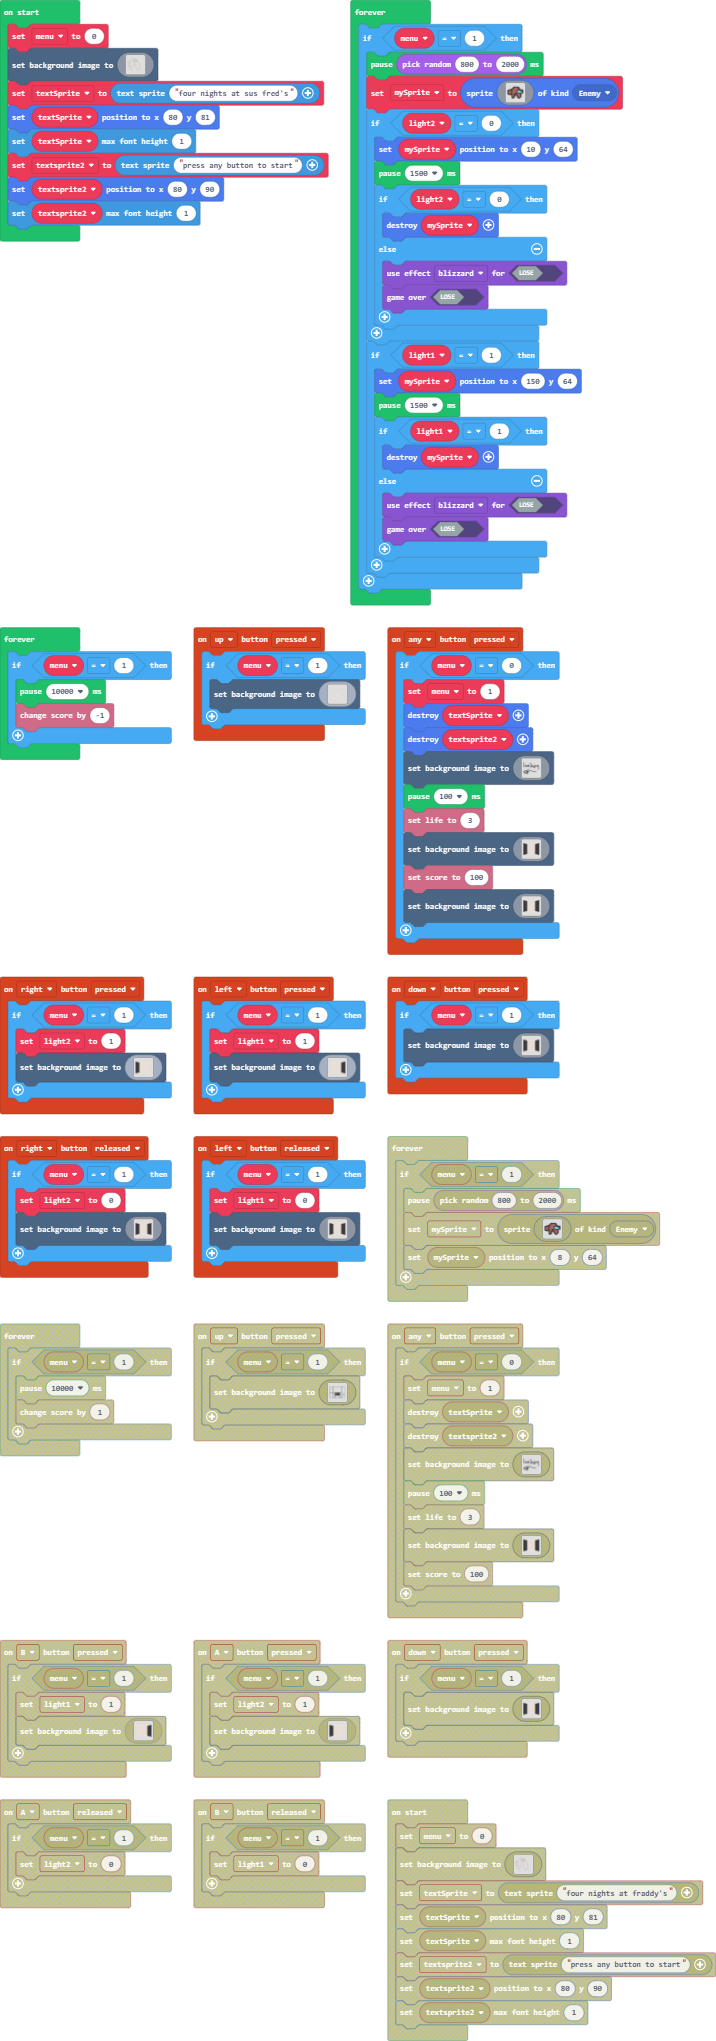 on start
set menu to 0
set background image to
set textSprite to text sprite "four nights at sus fred's"
set textSprite position to x 80 y 81
set textSprite max font height 1
set textsprite2 to text sprite "press any button to start"
set textsprite2 position to x 80 y 90
set textsprite2 max font height 1
forever
if menu = 1 then
pause pick random 800 to 2000 ms
set mySprite to sprite of kind Enemy
if light2 = 0 then
set mySprite position to x 10 y 64
pause 1500 ms
if light2 = 0 then
destroy mySprite
else
use effect blizzard for LOSE
game over LOSE
if light1 = 1 then
set mySprite position to x 150 y 64
pause 1500 ms
if light1 = 1 then
destroy mySprite
else
use effect blizzard for LOSE
game over LOSE
forever
if menu = 1 then
pause 10000 ms
change score by -1
on up button pressed
if menu = 1 then
set background image to
on any button pressed
if menu = 0 then
set menu to 1
destroy textSprite
destroy textsprite2
set background image to
pause 100 ms
set life to 3
set background image to
set score to 100
set background image to
on right button pressed
if menu = 1 then
set light2 to 1
set background image to
on left button pressed
if menu = 1 then
set light1 to 1
set background image to
on down button pressed
if menu = 1 then
set background image to
on right button released
if menu = 1 then
set light2 to 0
set background image to
on left button released
if menu = 1 then
set light1 to 0
set background image to
forever
if menu = 1 then
pause pick random 800 to 2000 ms
set mySprite to sprite of kind Enemy
set mySprite position to x 8 y 64
forever
if menu = 1 then
pause 10000 ms
change score by 1
on up button pressed
if menu = 1 then
set background image to
on any button pressed
if menu = 0 then
set menu to 1
destroy textSprite
destroy textsprite2
set background image to
pause 100 ms
set life to 3
set background image to
set score to 100
on B button pressed
if menu = 1 then
set light1 to 1
set background image to
on A button pressed
if menu = 1 then
set light2 to 1
set background image to
on down button pressed
if menu = 1 then
set background image to
on A button released
if menu = 1 then
set light2 to 0
on B button released
if menu = 1 then
set light1 to 0
on start
set menu to 0
set background image to
set textSprite to text sprite "four nights at fraddy's"
set textSprite position to x 80 y 81
set textSprite max font height 1
set textsprite2 to text sprite "press any button to start"
set textsprite2 position to x 80 y 90
set textsprite2 max font height 1